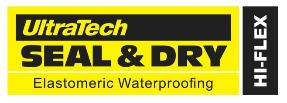 UltraTech
SEAL & DRY
Elastomeric Waterproofing
HI-FLEX